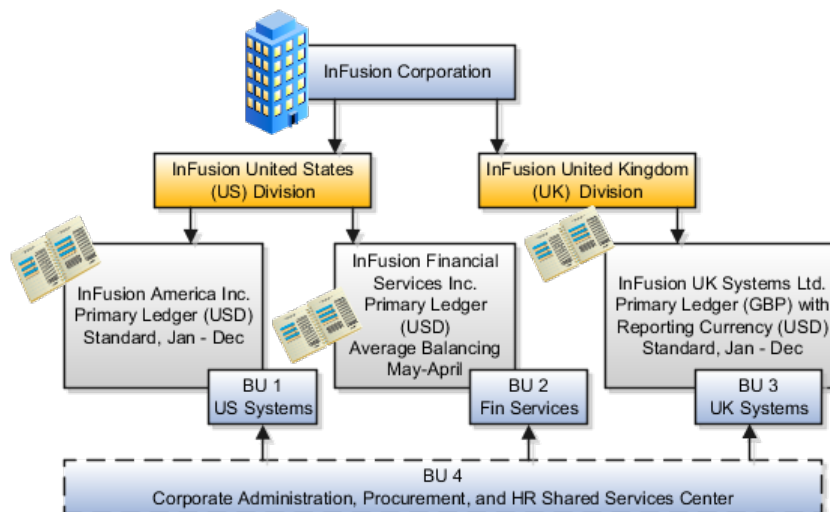 InFusion Corporation
InFusion United States
(US) Division
InFusion United Kingdom
(UK) Division
InFusion America Inc.
Primary Ledger (USD)
Standard, Jan - Dec
InFusion Financial
Services Inc.
Primary Ledger
(USD)
Average Balancing
May-April
InFusion UK Systems Ltd.
Primary Ledger (GBP) with
Reporting Currency (USD)
Standard, Jan - Dec
BU 1
US Systems
BU 2
Fin Services
BU 3
UK Systems
BU 4
Corporate Administration, Procurement, and HR Shared Services Center